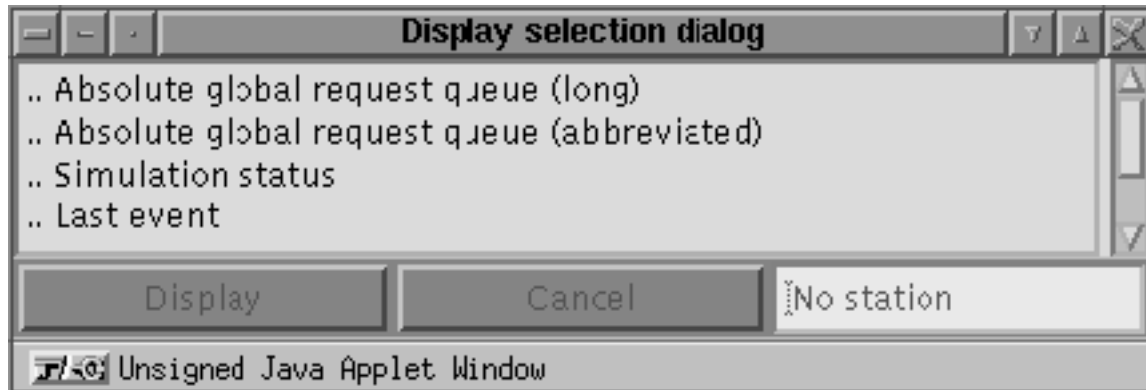 Display selection dialog
.. Absolute global request queue (long)
.. Absolute global request queue (abbreviated)
.. Simulation status
.. Last event
Display
Cancel
No station
Unsigned Java Applet Window